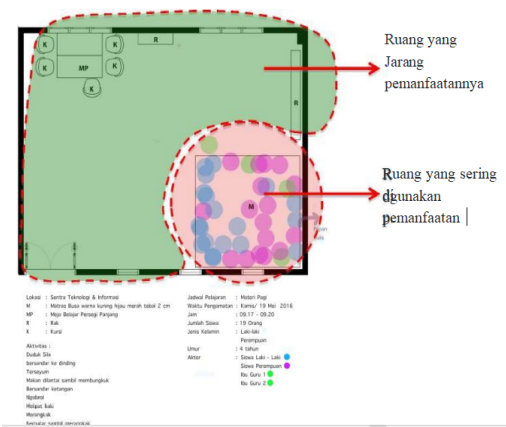 K
K
K
K
K
MP
R
R
M
Ruang yang
Jarang
pemanfaatannya
Ruang yang sering
digunakan
pemanfaatan
Lokasi : Sentra Teknologi & Informasi
M : Matras Busa warna kuning hijau merah tebal 2 cm
MP : Meja Belajar Persegi Panjang
R : Rak
K : Kursi
Aktivitas :
Duduk Sila
bersandar ke dinding
Tersayum
Makan dilantai sambil membungkuk
Bersandar ketangan
Ngobrol
Melipat kaki
Merangkak
Jadwal Pelajaran : Materi Pagi
Waktu Pengamatan : Kamis/ 19 Mei 2016
Jam : 09.17 - 09.20
Jumlah Siswa : 19 Orang
Jenis Kelamin : Laki-laki
Perempuan
Umur : 4 tahun
Aktor : Siswa Laki - Laki
Siswa Perempuan
Ibu Guru 1
Ibu Guru 2